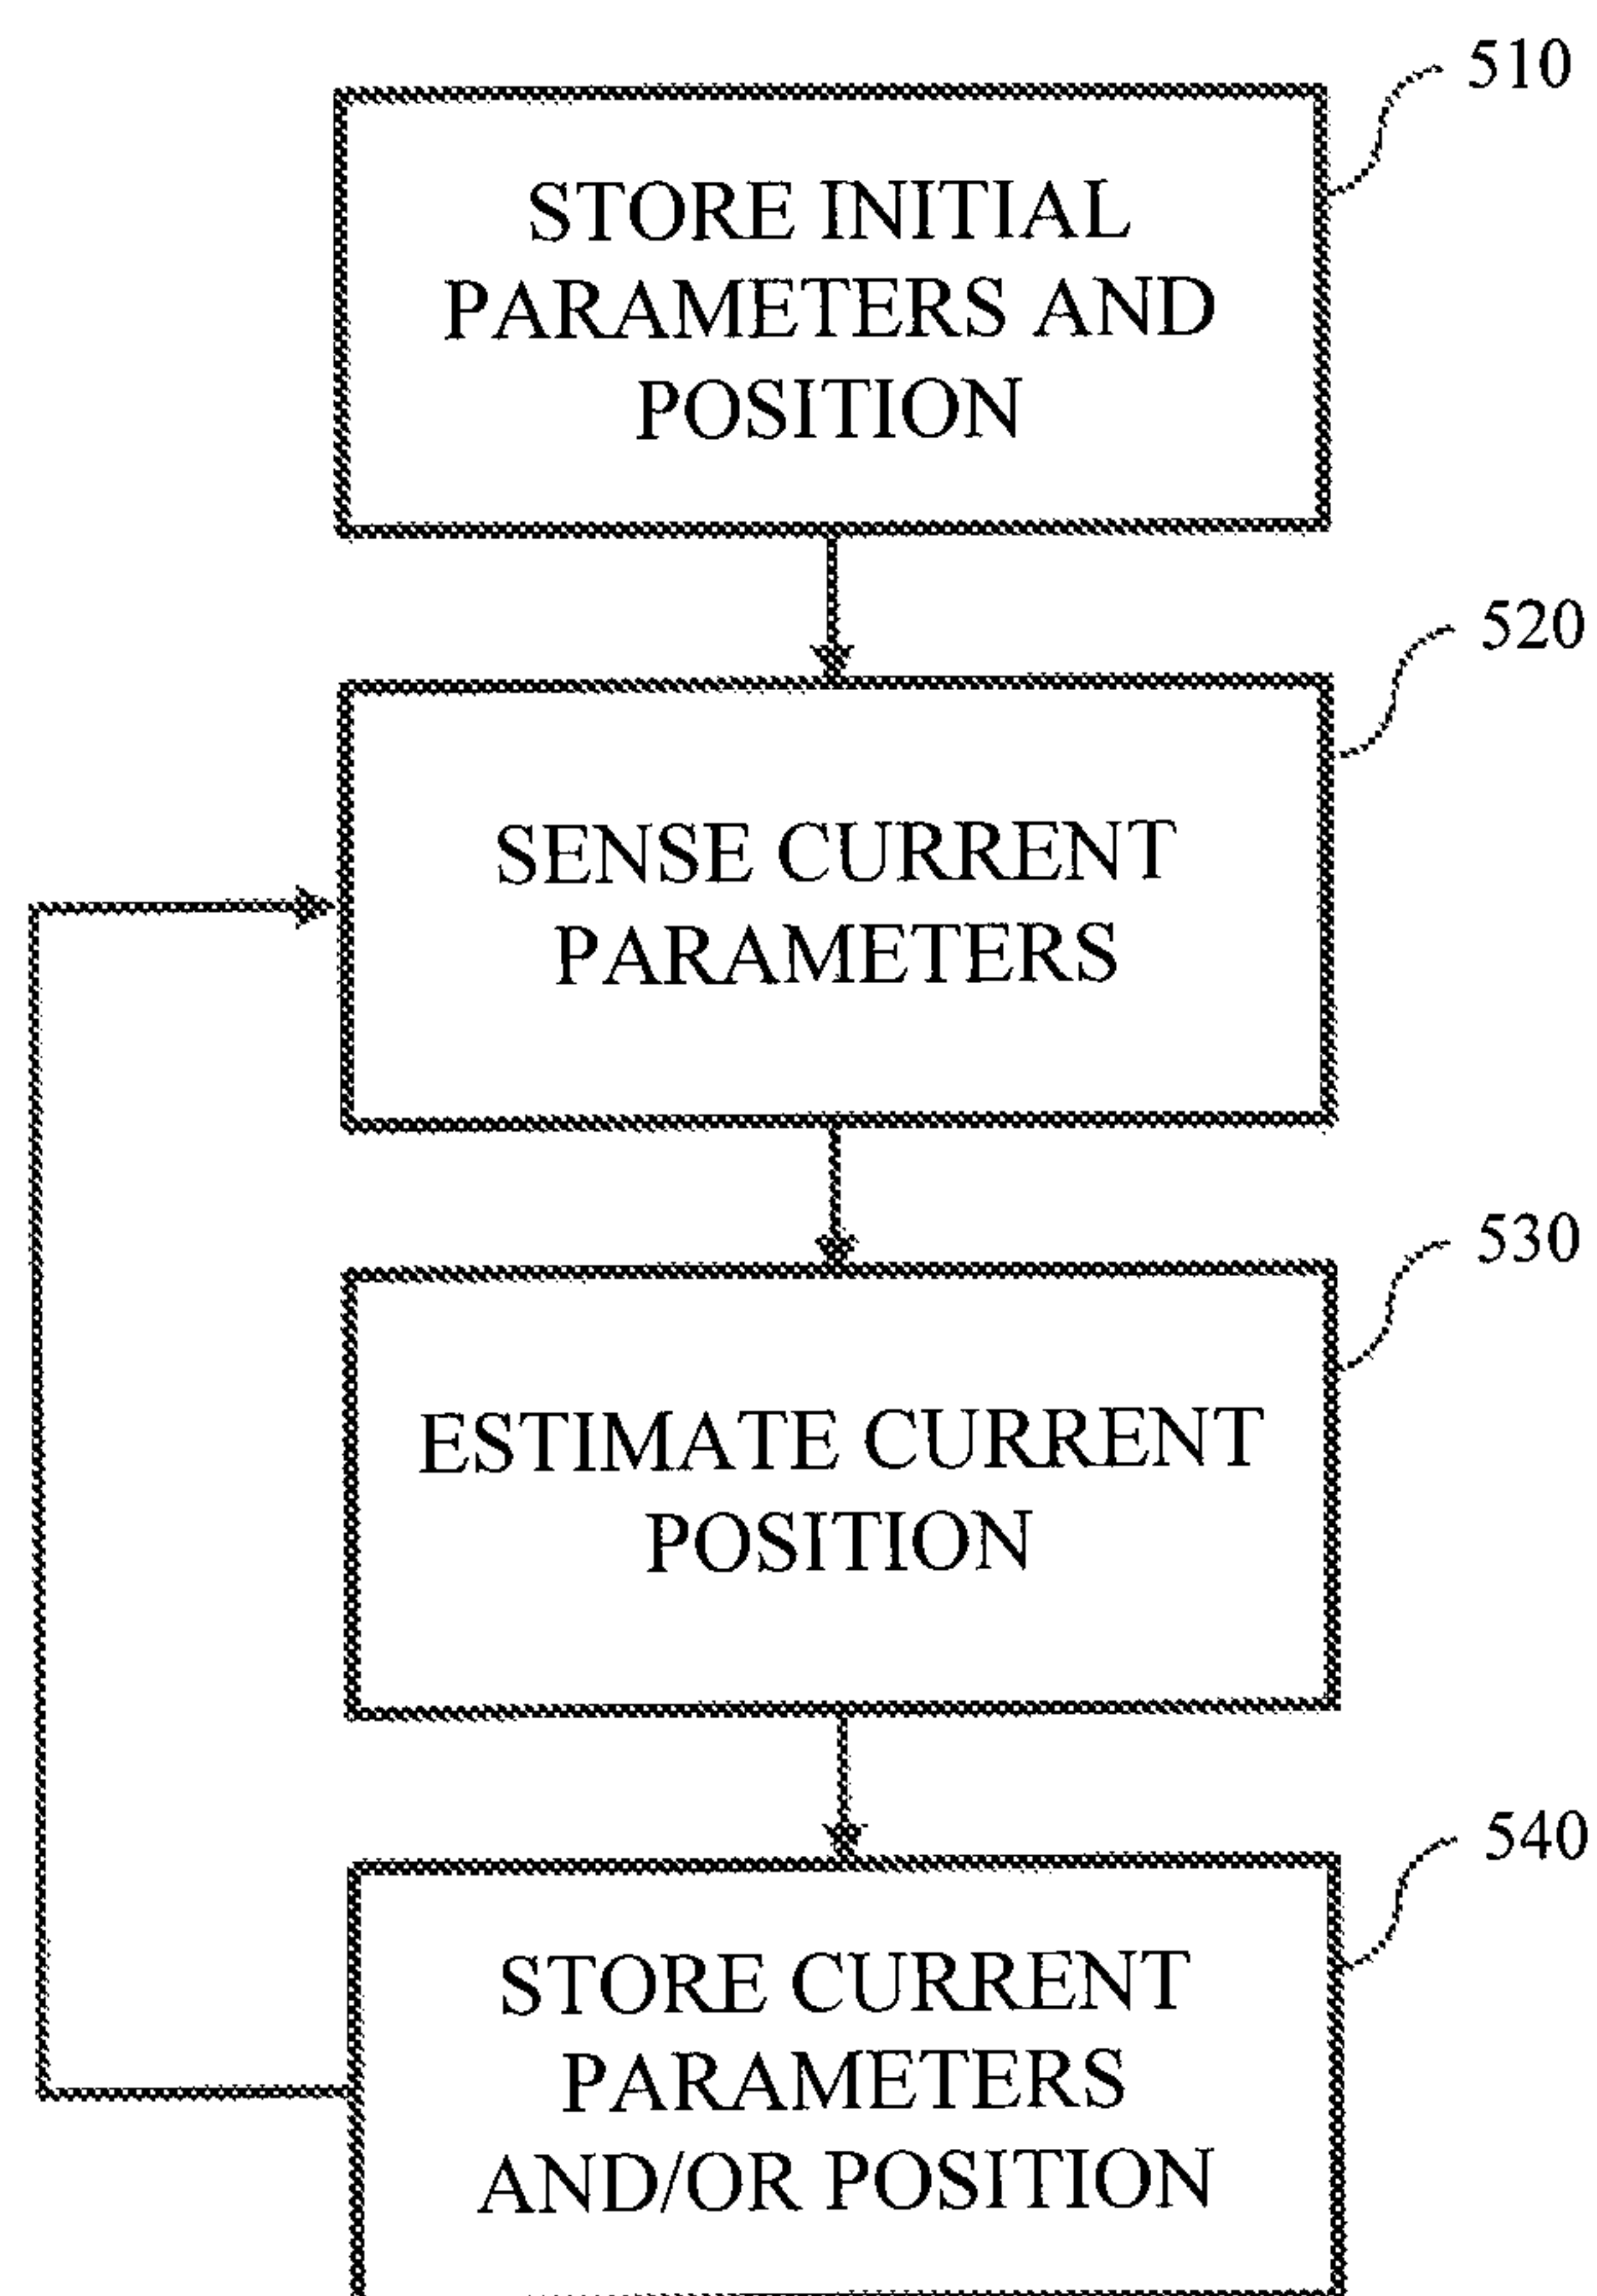 510
STORE INITIAL
PARAMETERS AND
POSITION
520
SENSE CURRENT
PARAMETERS
530
ESTIMATE CURRENT
POSITION
540
STORE CURRENT
PARAMETERS
AND/OR POSITION